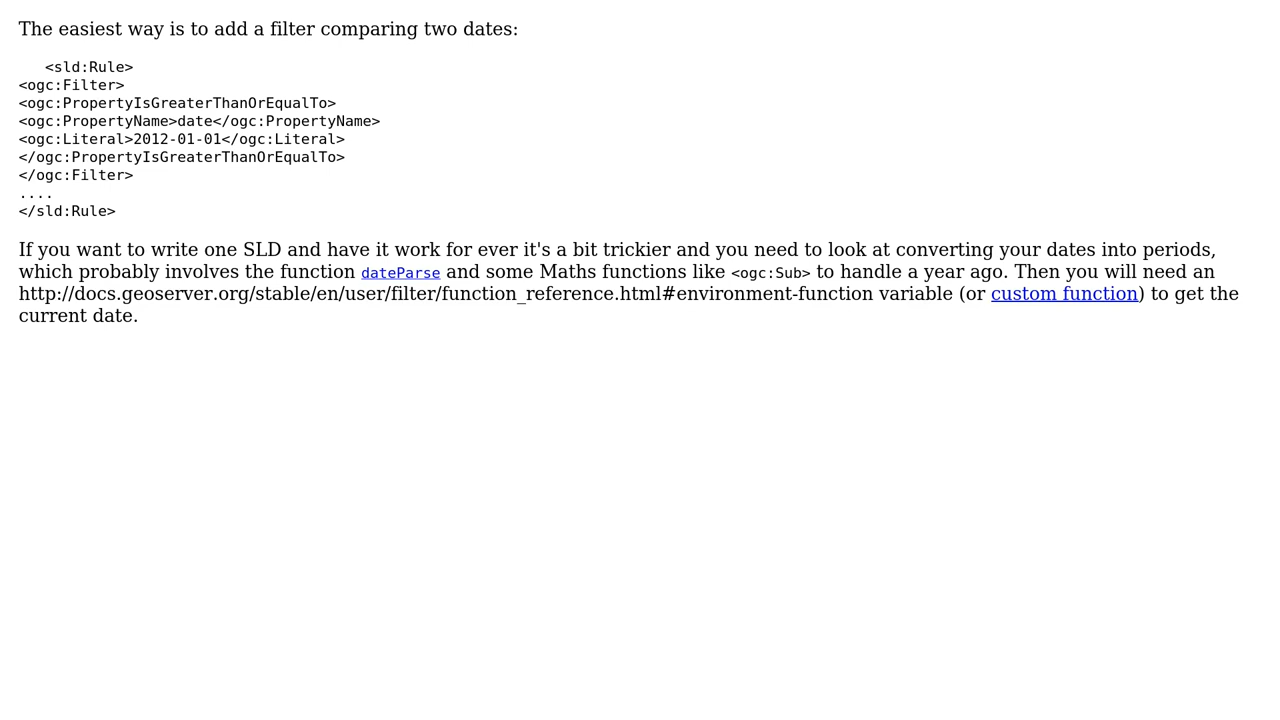 The easiest way is to add a filter comparing two dates:
   <sld:Rule>
<ogc:Filter>
<ogc:PropertyIsGreaterThanOrEqualTo>
<ogc:PropertyName>date</ogc:PropertyName>
<ogc:Literal>2012-01-01</ogc:Literal>
</ogc:PropertyIsGreaterThanOrEqualTo>
</ogc:Filter>
....
</sld:Rule>
If you want to write one SLD and have it work for ever it's a bit trickier and you need to look at converting your dates into periods,
which probably involves the function dateParse and some Maths functions like <ogc:Sub> to handle a year ago. Then you will need an
http://docs.geoserver.org/stable/en/user/filter/function_reference.html#environment-function variable (or custom function) to get the
current date.